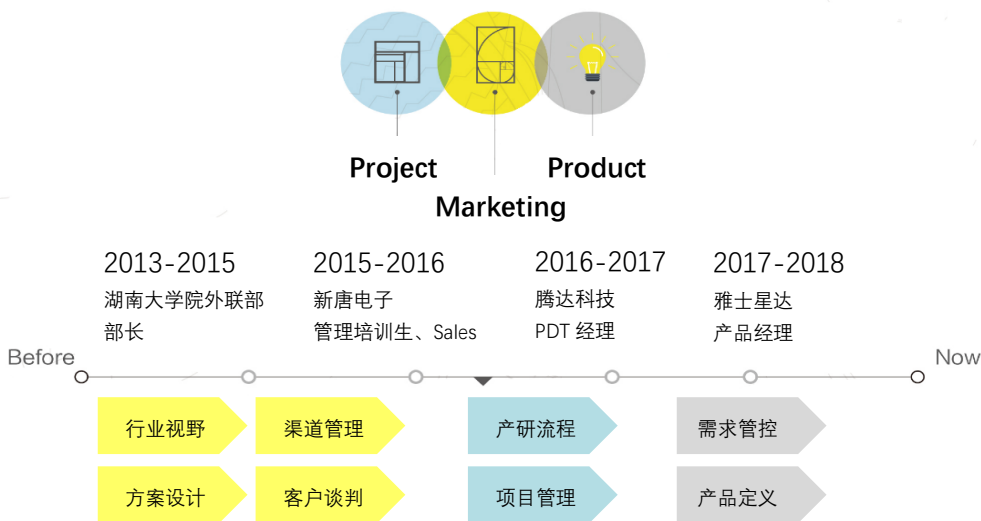 Project
Product
Marketing
2013-2015
湖南大学院外联部
部长
2015-2016
新唐电子
管理培训生、Sales
2016-2017
腾达科技
PDT 经理
2017-2018
雅士星达
产品经理
Before
Now
行业视野
渠道管理
产研流程
需求管控
方案设计
客户谈判
项目管理
产品定义